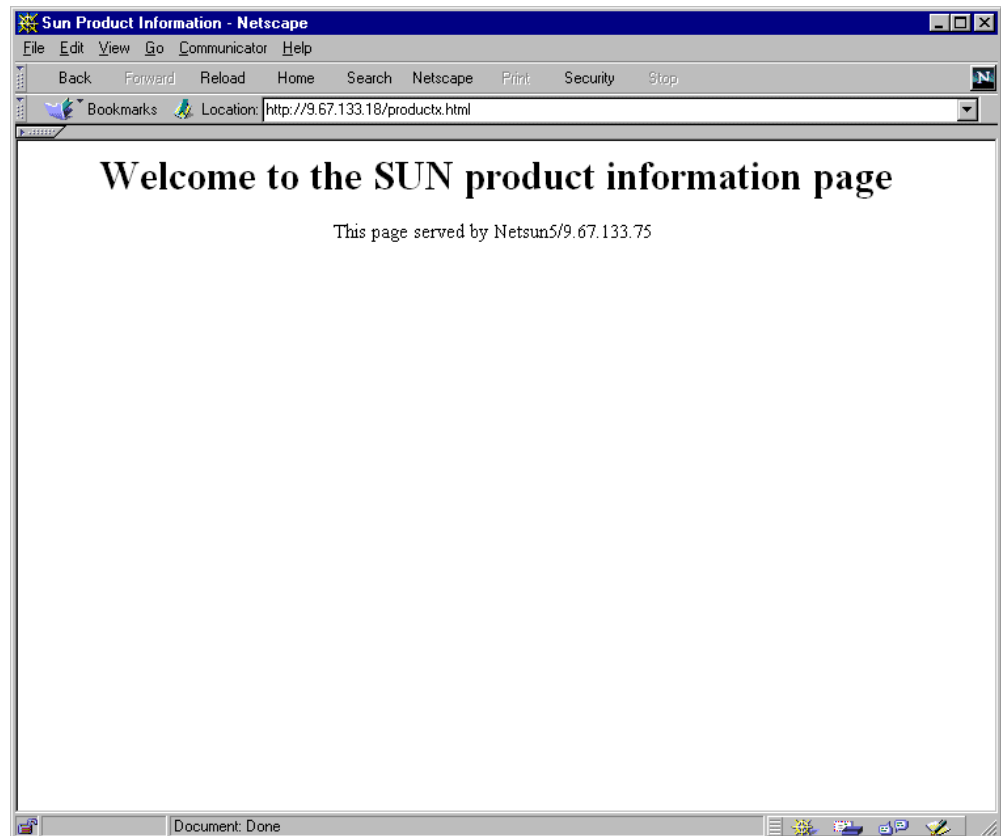 Sun Product Information - Netscape
File Edit View Go Communicator Help
Back Forward Reload Home Search Netscape Print Security Stop N
Bookmarks Location: http://9.67.133.18/productx.html
Welcome to the SUN product information page
This page served by Netsun5/9.67.133.75
Document: Done